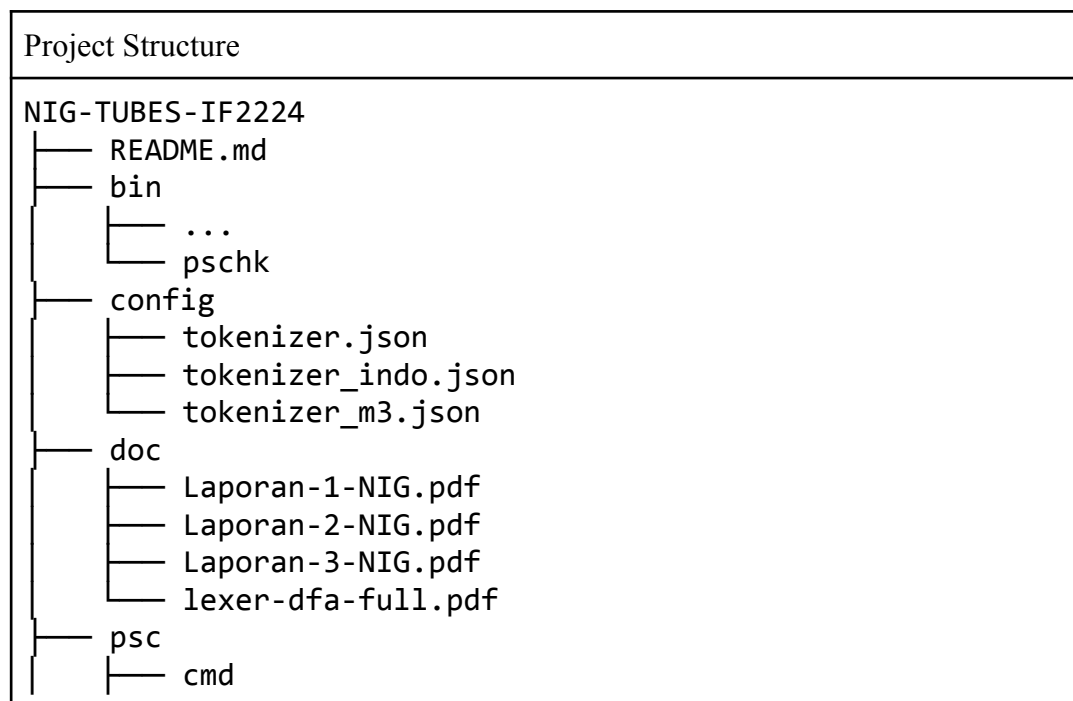 Project Structure
NIG-TUBES-IF2224
├── README.md
├── bin
│   ├── ...
│   └── pschk
├── config
│   ├── tokenizer.json
│   ├── tokenizer_indo.json
│   └── tokenizer_m3.json
├── doc
│   ├── Laporan-1-NIG.pdf
│   ├── Laporan-2-NIG.pdf
│   ├── Laporan-3-NIG.pdf
│   └── lexer-dfa-full.pdf
├── psc
│   ├── cmd